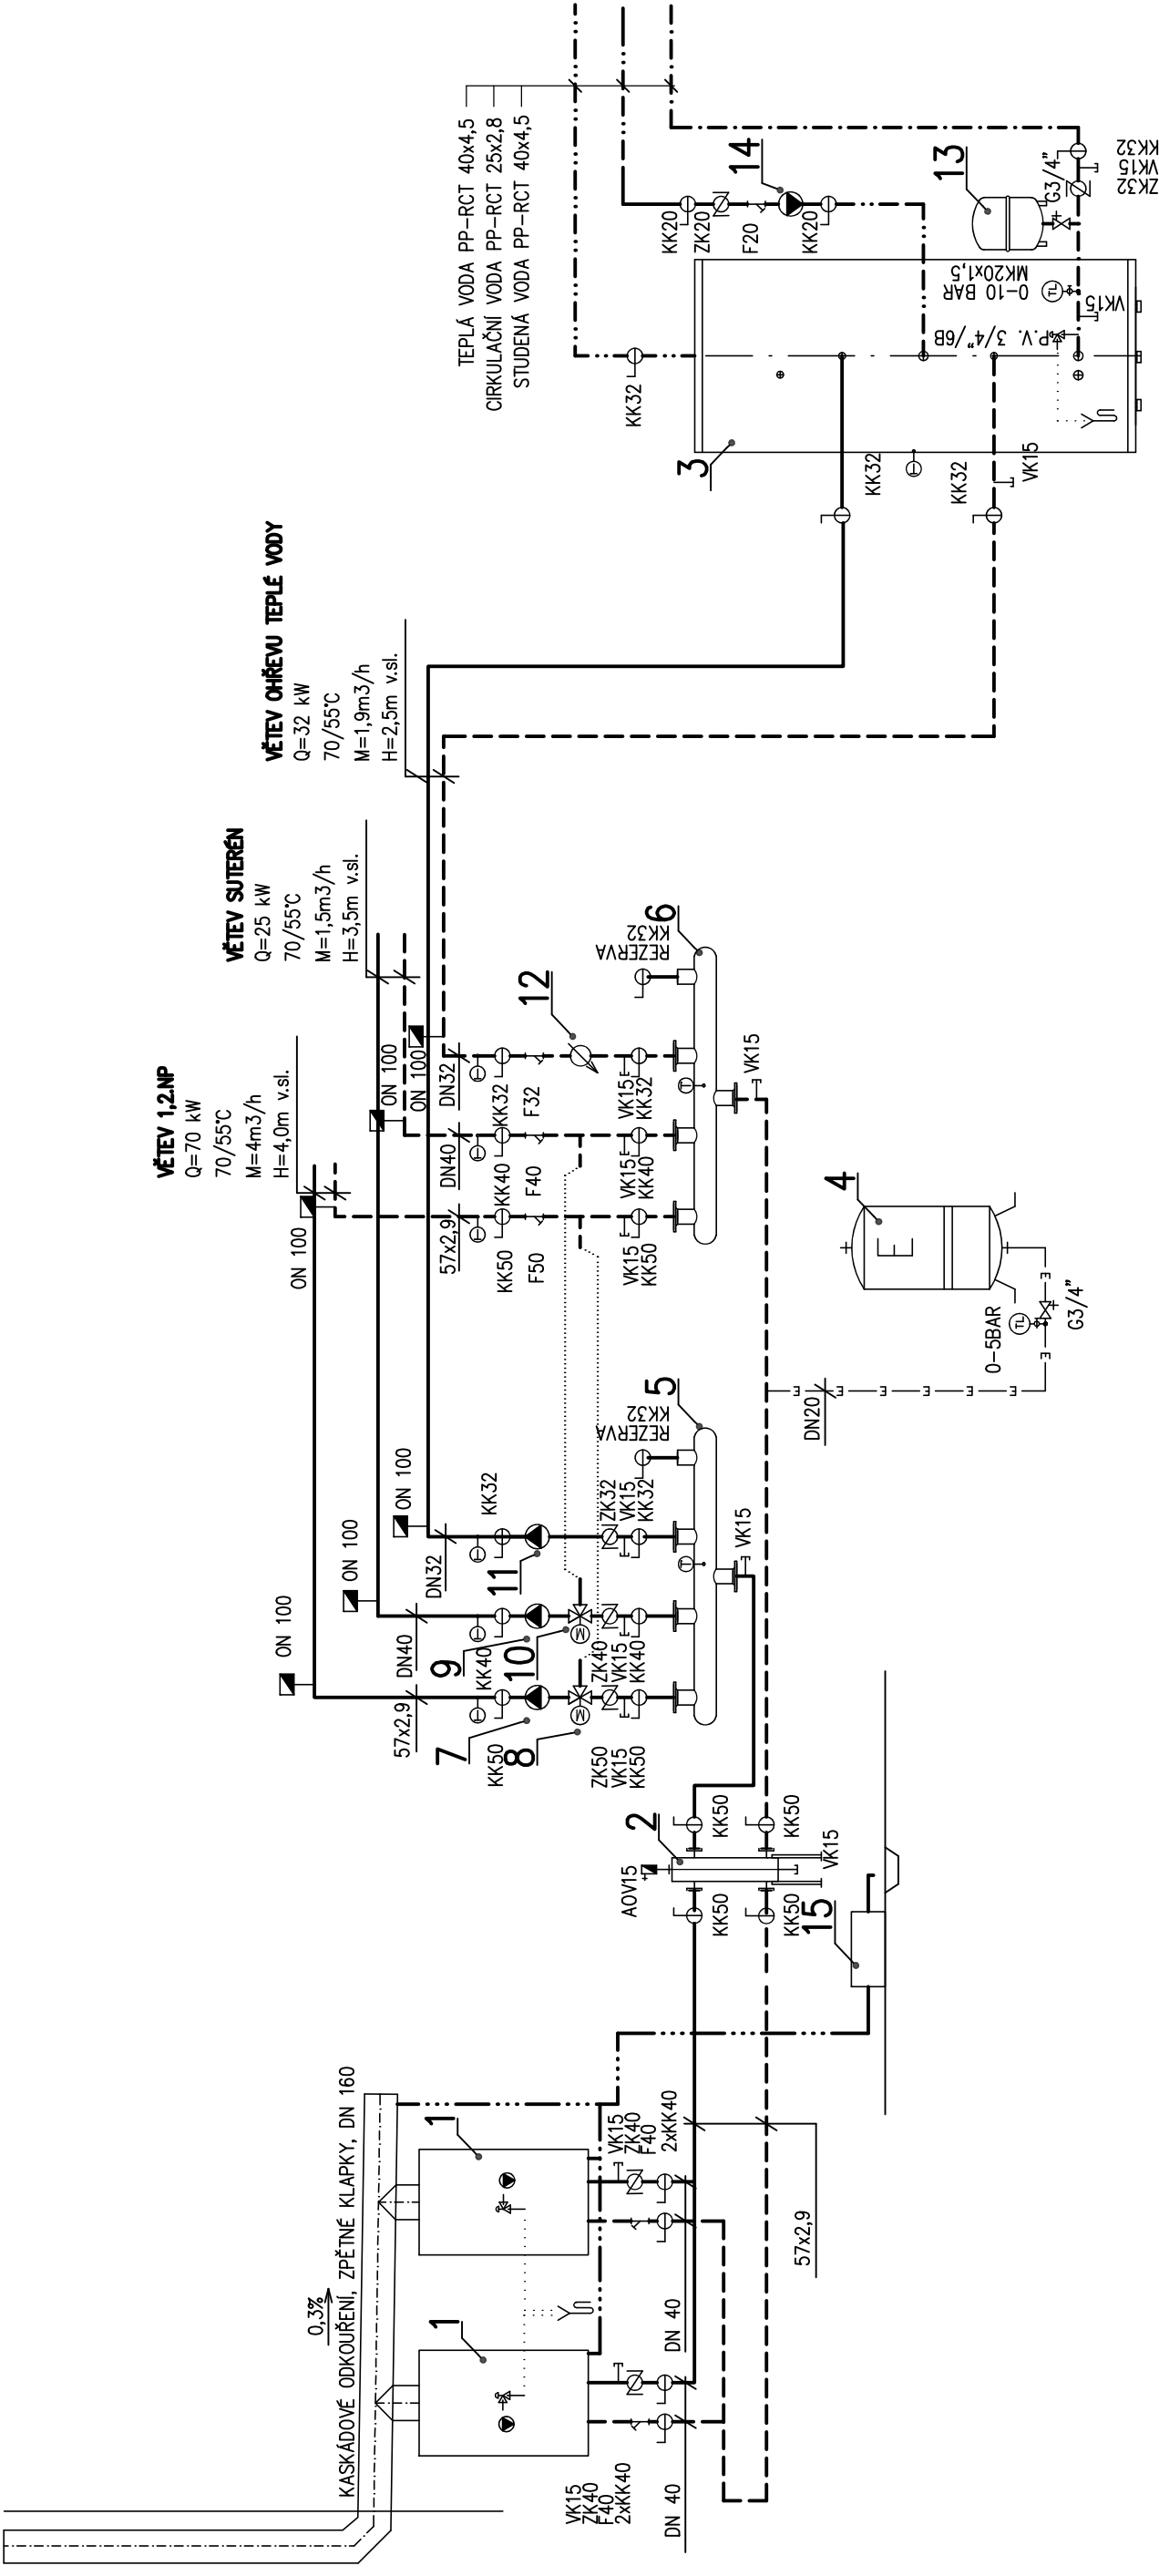 KASKÁDOVÉ ODKOUŘENÍ, ZPĚTNÉ KLAPKY, DN 160
0,3%
1
1
VK15
ZK40
F40
2xKK40
DN 40
VK15
ZK40
F40
2xKK40
DN 40
57x2,9
15
2
AOV15
KK50
KK50
KK50
KK50
VK15
VĚTEV 1,2.NP
Q=70 kW
70/55°C
M=4m3/h
H=4,0m v.sl.
VĚTEV SUTERÉN
Q=25 kW
70/55°C
M=1,5m3/h
H=3,5m v.sl.
VĚTEV OHŘEVU TEPLÉ VODY
Q=32 kW
70/55°C
M=1,9m3/h
H=2,5m v.sl.
ON 100
ON 100
ON 100
57x2,9
DN40
DN32
7
KK50
8
ZK50
VK15
KK50
9
KK40
10
ZK40
VK15
KK40
11
KK32
ZK32
VK15
KK32
REZERVA
KK32
5
VK15
M
M
T
T
T
T
ON 100
ON 100
ON 100
57x2,9
DN40
DN32
KK50
F50
VK15
KK50
KK40
F40
VK15
KK40
KK32
F32
12
VK15
KK32
REZERVA
KK32
6
VK15
T
T
T
T
DN20
0-5BAR
TL
G3/4"
4
E
TEPLÁ VODA PP-RCT 40x4,5
CIRKULAČNÍ VODA PP-RCT 25x2,8
STUDENÁ VODA PP-RCT 40x4,5
KK32
3
KK32
T
KK32
VK15
KK20
ZK20
F20
14
KK20
P.V. 3/4"/6B
0-10 BAR
MK20x1,5
TL
VK15
13
G3/4"
KK32
VK15
ZK32